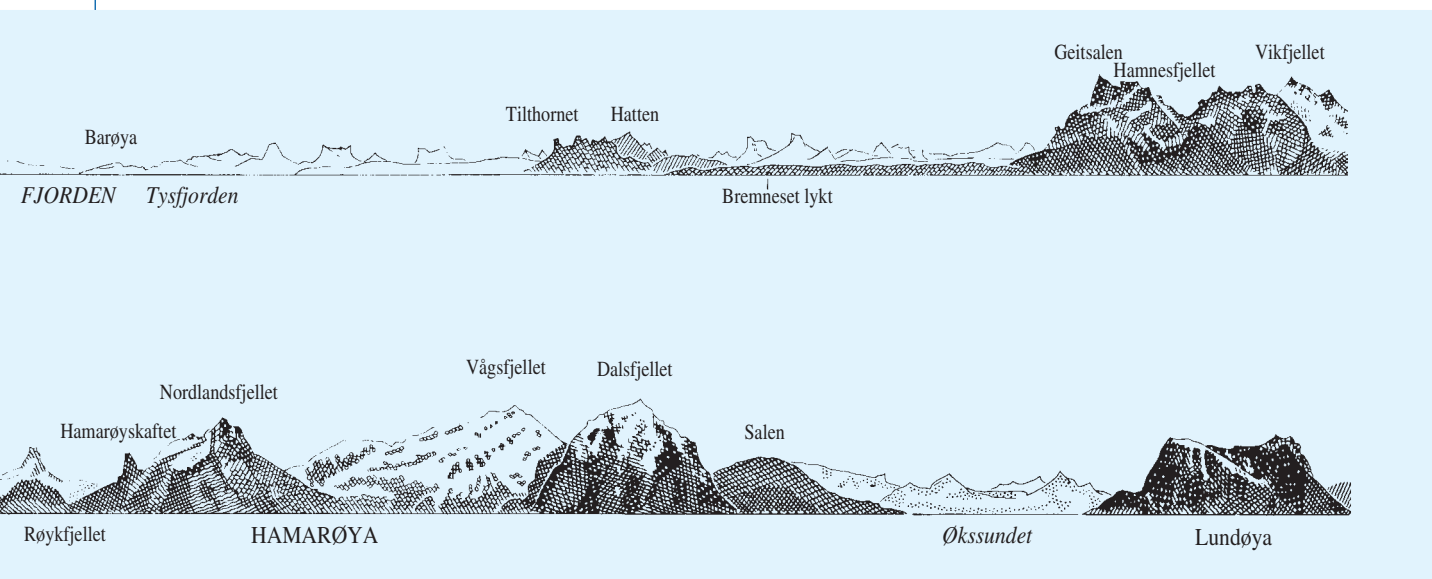 Geitsalen
Vikfjellet
Hamnesfjellet
Tilthornet
Hatten
Barøya
FJORDEN
Tysfjorden
Bremneset lykt
Vågsfjellet
Dalsfjellet
Nordlandsfjellet
Hamarøyskaftet
Salen
Røykfjellet
HAMARØYA
Økssundet
Lundøya